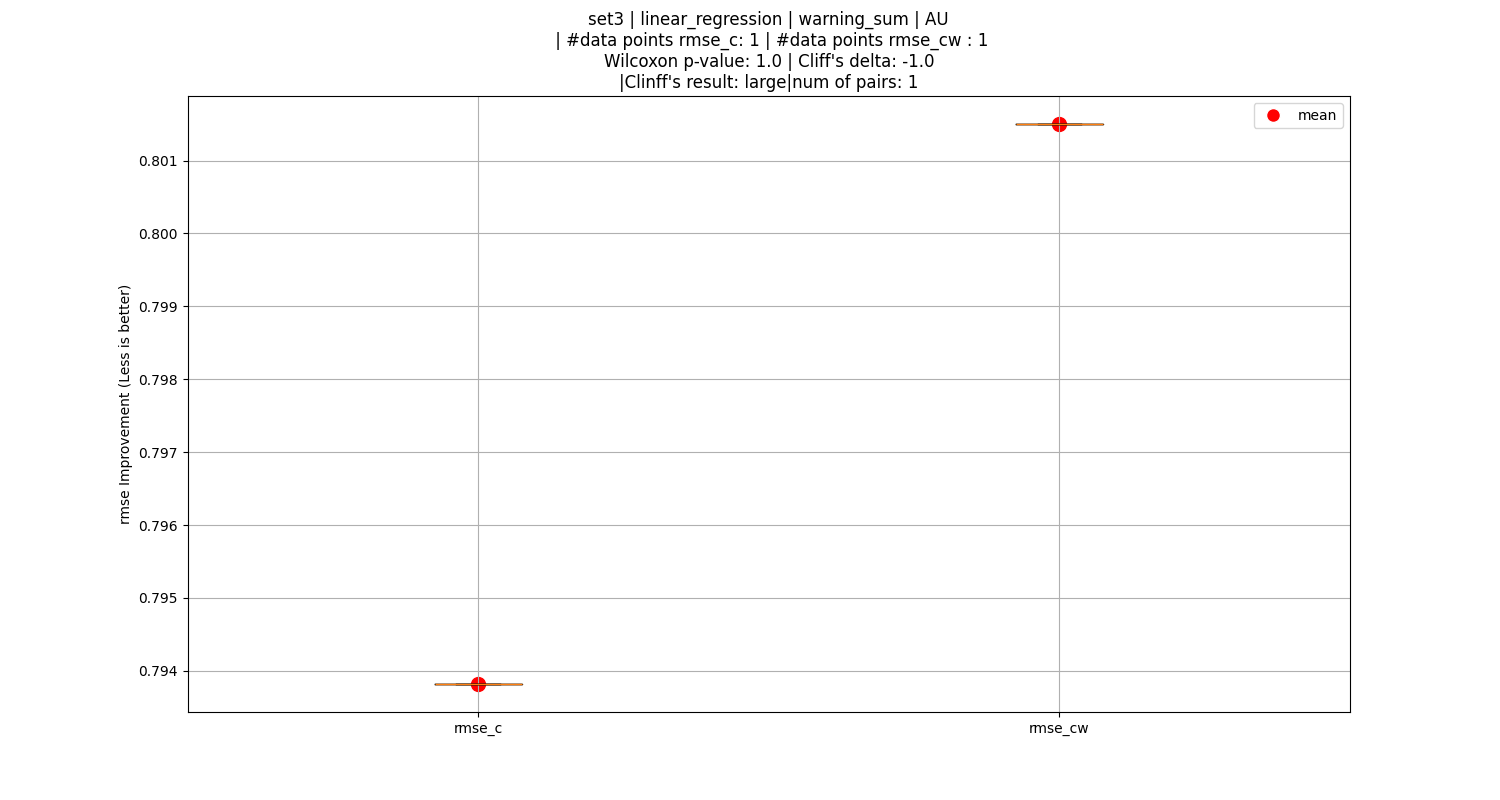 set3 | linear_regression | warning_sum | AU
| #data points rmse_c: 1 | #data points rmse_cw : 1
Wilcoxon p-value: 1.0 | Cliff's delta: -1.0
|Clinff's result: large|num of pairs: 1
mean
rmse Improvement (Less is better)
0.801
0.800
0.799
0.798
0.797
0.796
0.795
0.794
rmse_c
rmse_cw